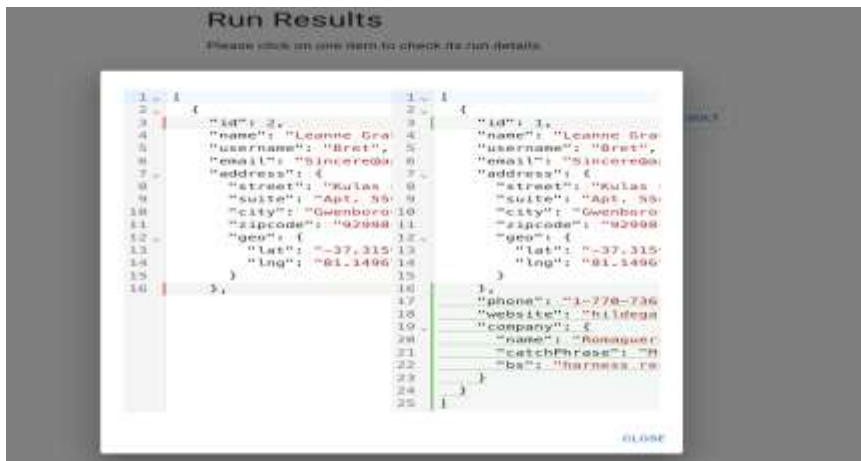 Run Results
Please click on one item to check its run details.
1 [
2 {
3 "id": 2,
4 "name": "Leanne Gra
5 "username": "Bret",
6 "email": "Sincere@a
7 "address": {
8 "street": "Kulas
9 "suite": "Apt. 55
10 "city": "Gwenboro
11 "zipcode": "92998
12 "geo": {
13 "lat": "-37.315
14 "lng": "81.1496
15 }
16 },
1 [
2 {
3 "id": 1,
4 "name": "Leanne Gra
5 "username": "Bret",
6 "email": "Sincere@a
7 "address": {
8 "street": "Kulas
9 "suite": "Apt. 55
10 "city": "Gwenboro
11 "zipcode": "92998
12 "geo": {
13 "lat": "-37.315
14 "lng": "81.1496
15 }
16 },
17 "phone": "1-770-736
18 "website": "hildega
19 "company": {
20 "name": "Romaguer
21 "catchPhrase": "M
22 "bs": "harness re
23 }
24 }
25 ]
CLOSE